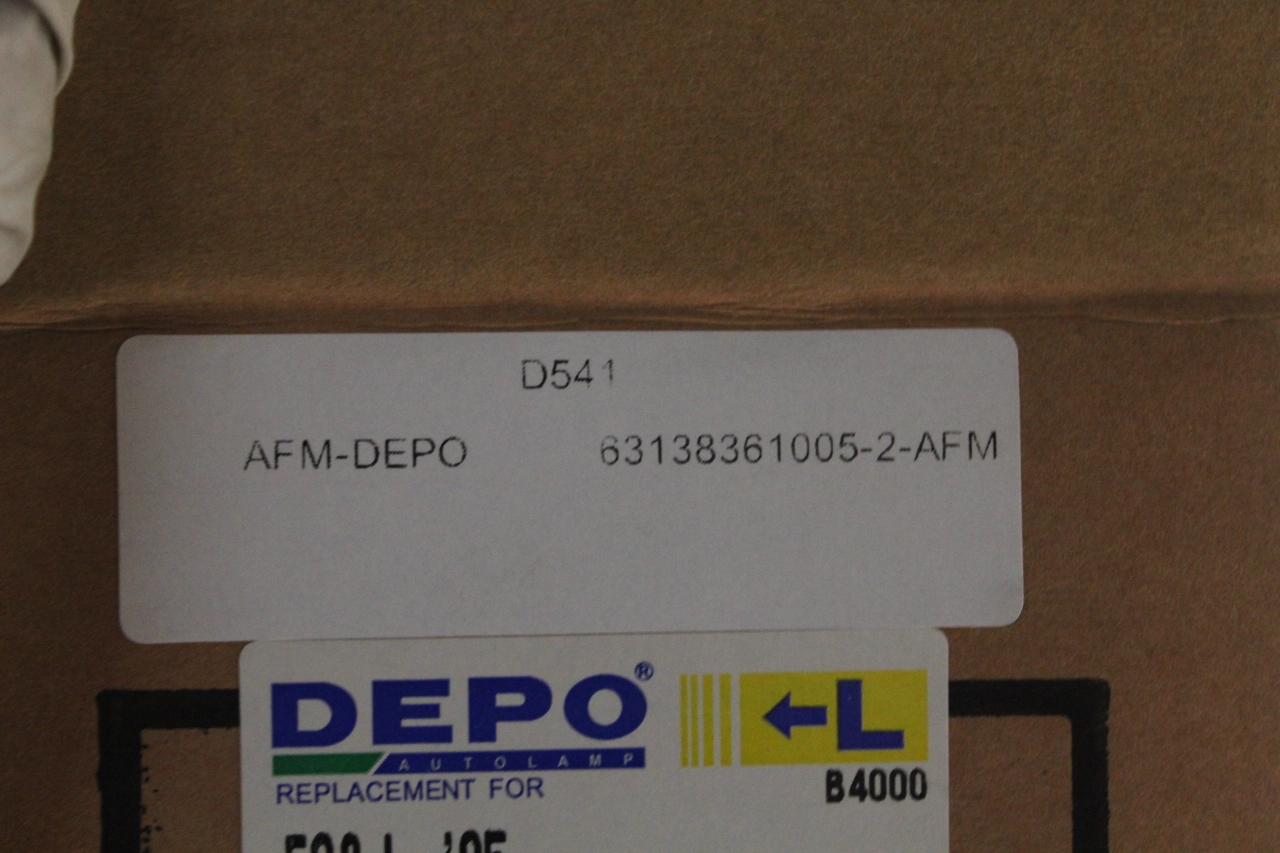 D541
AFM-DEPO 63138361005-2-AFM
DEPO®
AUTOLAMP
L
REPLACEMENT FOR
B4000